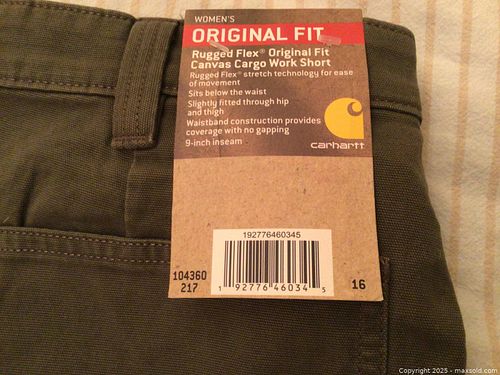 WOMEN'S
ORIGINAL FIT
Rugged Flex® Original Fit
Canvas Cargo Work Short
Rugged Flex® stretch technology for ease
of movement
Sits below the waist
Slightly fitted through hip
and thigh
Waistband construction provides
coverage with no gapping
9-inch inseam
carhartt
192776460345
104360
217
1 92776 46034 5
16
Copyright 2025 - maxsold.com